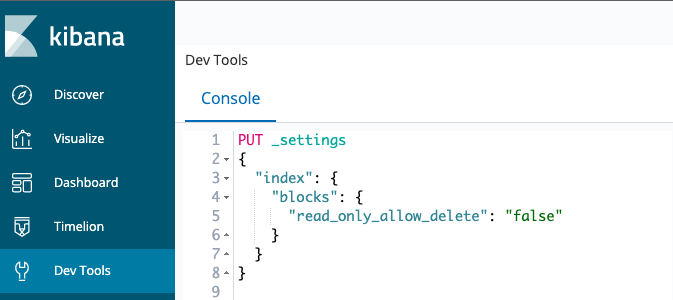 kibana
Discover
Visualize
Dashboard
Timelion
Dev Tools
Dev Tools
Console
1 PUT _settings
2 {
3 "index": {
4 "blocks": {
5 "read_only_allow_delete": "false"
6 }
7 }
8 }
9